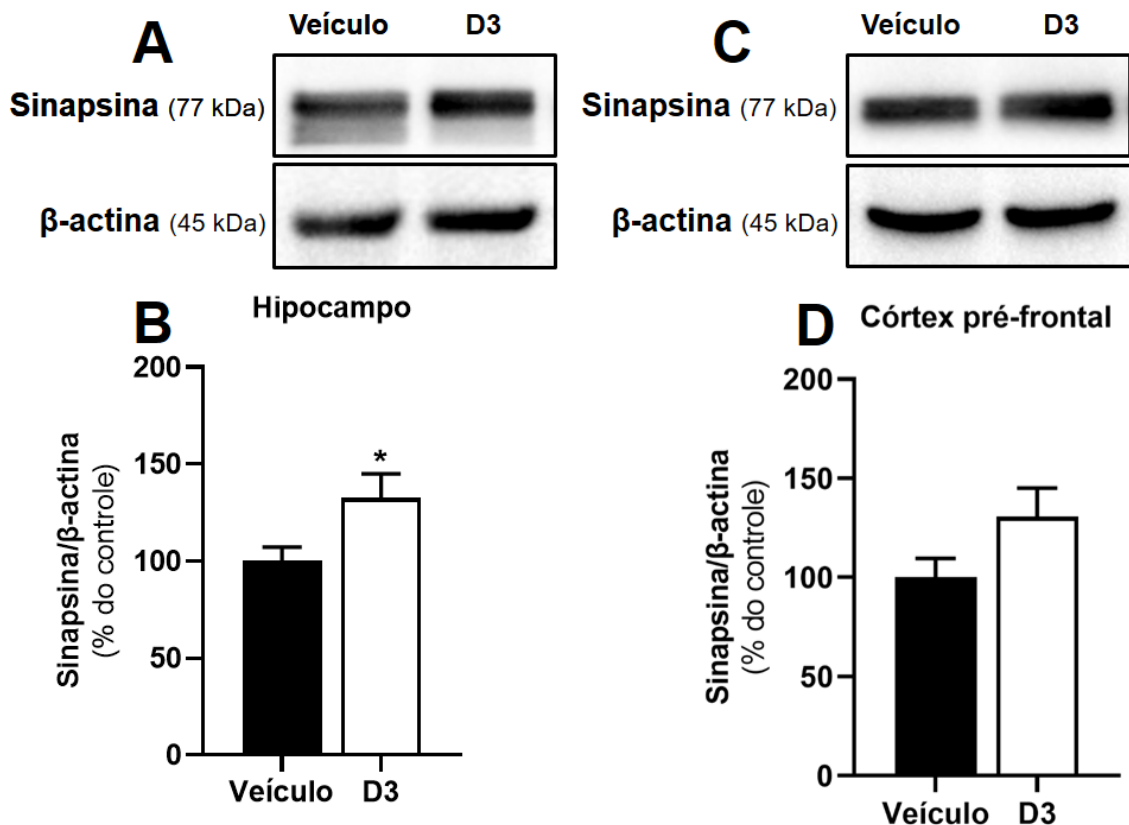 A
Veículo D3
Sinapsina (77 kDa)
β-actina (45 kDa)
C
Veículo D3
Sinapsina (77 kDa)
β-actina (45 kDa)
B
Hipocampo
Sinapsina/β-actina
(% do controle)
200
150
100
50
0
*
Veículo D3
D
Córtex pré-frontal
Sinapsina/β-actina
(% do controle)
200
150
100
50
0
Veículo D3